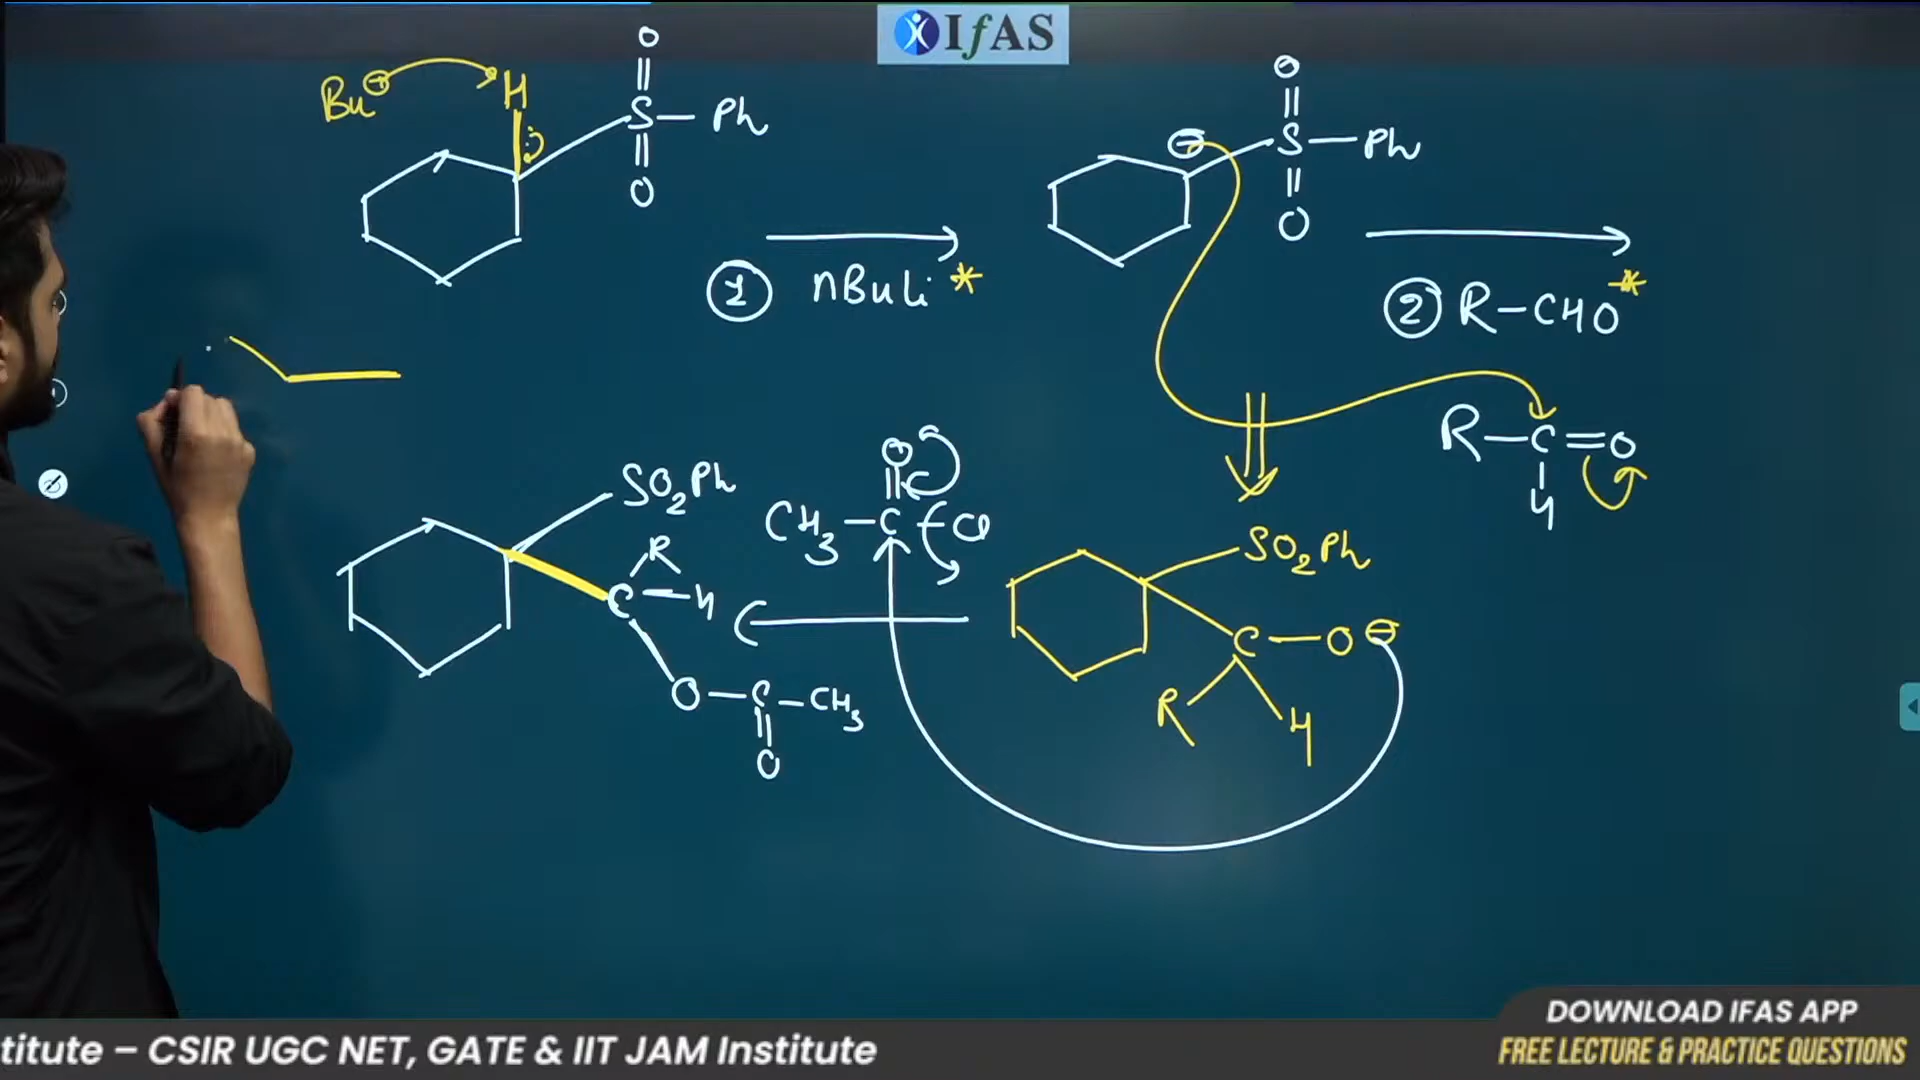 IfAS
O
Bu⊖ H
S – Ph
O
① nBuLi *
O
⊖ S – Ph
O
② R–CHO *
R–C=O
H
SO2Ph
R
C–H
O–C–CH3
O
O
CH3–C–Cl
SO2Ph
C–O⊖
R H
DOWNLOAD IFAS APP
FREE LECTURE & PRACTICE QUESTIONS
titute – CSIR UGC NET, GATE & IIT JAM Institute